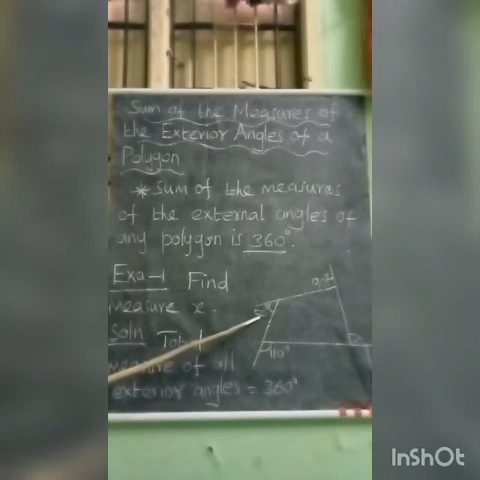 Sum of the Measures of
the Exterior Angles of a
Polygon
* Sum of the measures
of the external angles of
any polygon is 360°.
Exa-1 Find
measure x.
Soln Total
measure of all
exterior angles = 360°
x
110°
InShOt